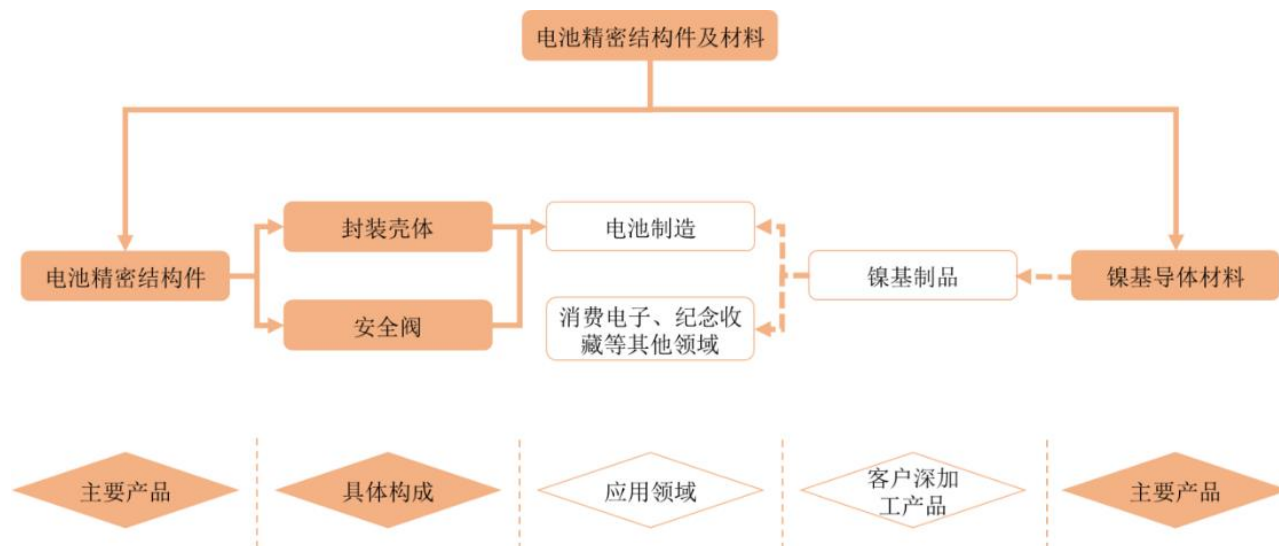 电池精密结构件及材料
封装壳体
电池制造
电池精密结构件
镍基制品
镍基导体材料
安全阀
消费电子、纪念收
藏等其他领域
主要产品
具体构成
应用领域
客户深加
工产品
主要产品